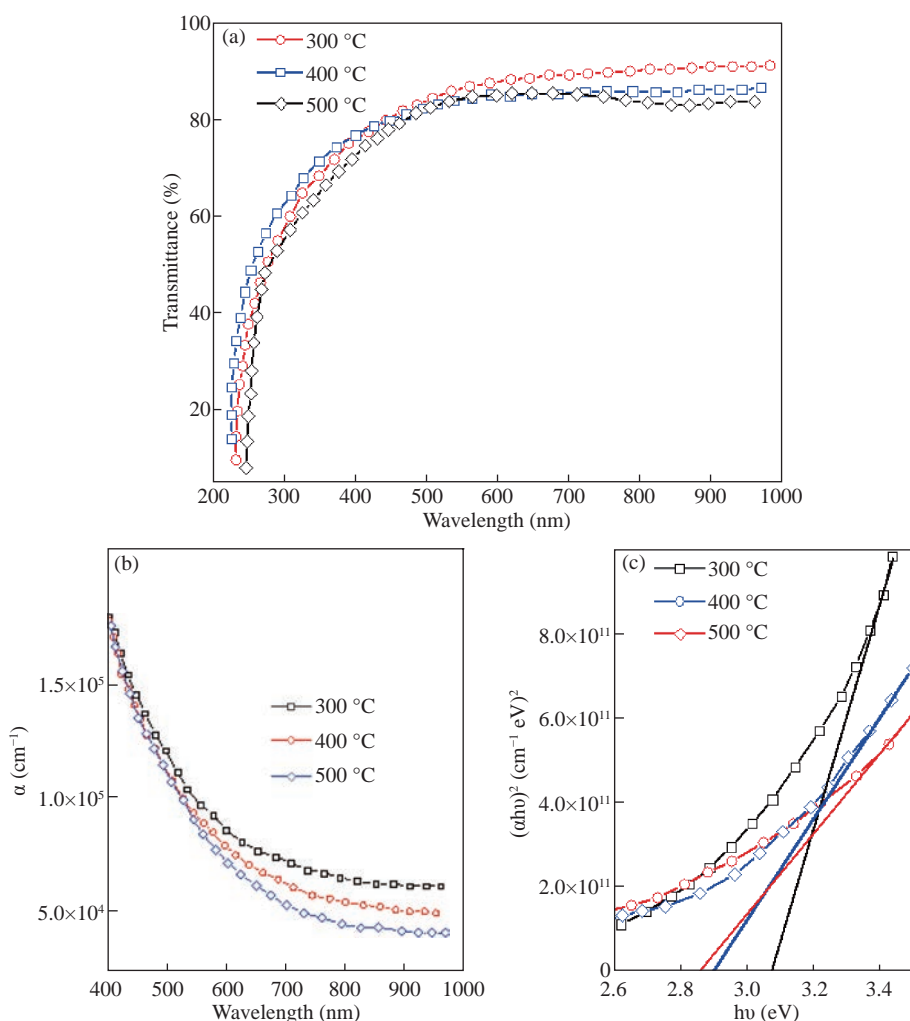 (a)
300 °C
400 °C
500 °C
100
80
60
40
20
Transmittance (%)
200 300 400 500 600 700 800 900 1000
Wavelength (nm)
(b)
300 °C
400 °C
500 °C
1.5×10⁵
1.0×10⁵
5.0×10⁴
α (cm⁻¹)
400 500 600 700 800 900 1000
Wavelength (nm)
(c)
300 °C
400 °C
500 °C
8.0×10¹¹
6.0×10¹¹
4.0×10¹¹
2.0×10¹¹
0
(αhυ)² (cm⁻¹ eV)²
2.6 2.8 3.0 3.2 3.4
hυ (eV)